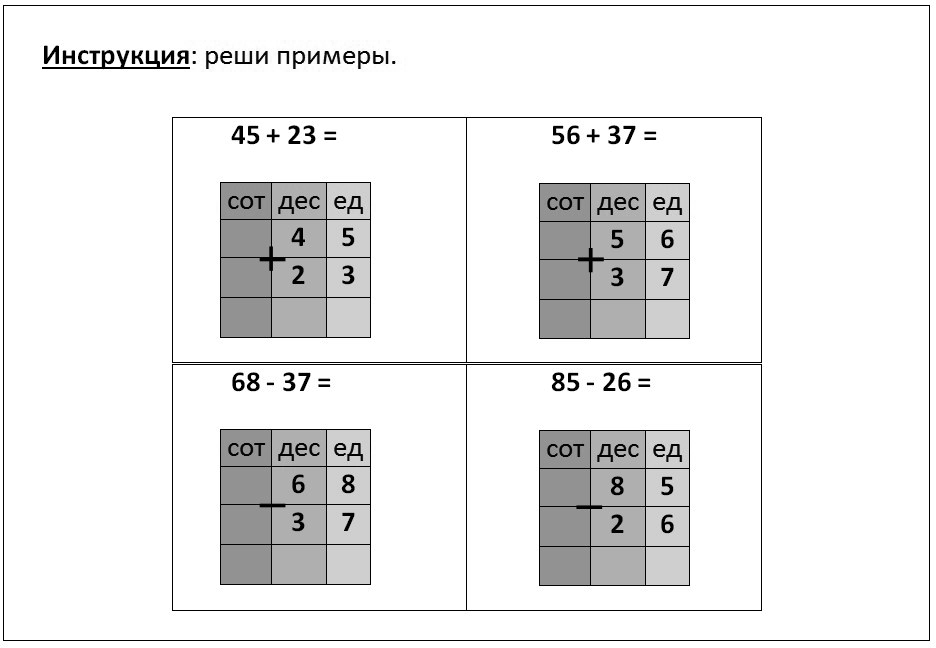 Инструкция: реши примеры.
45 + 23 =
56 + 37 =
сот дес ед
4 5
+
2 3
сот дес ед
5 6
+
3 7
68 - 37 =
85 - 26 =
сот дес ед
6 8
–
3 7
сот дес ед
8 5
–
2 6